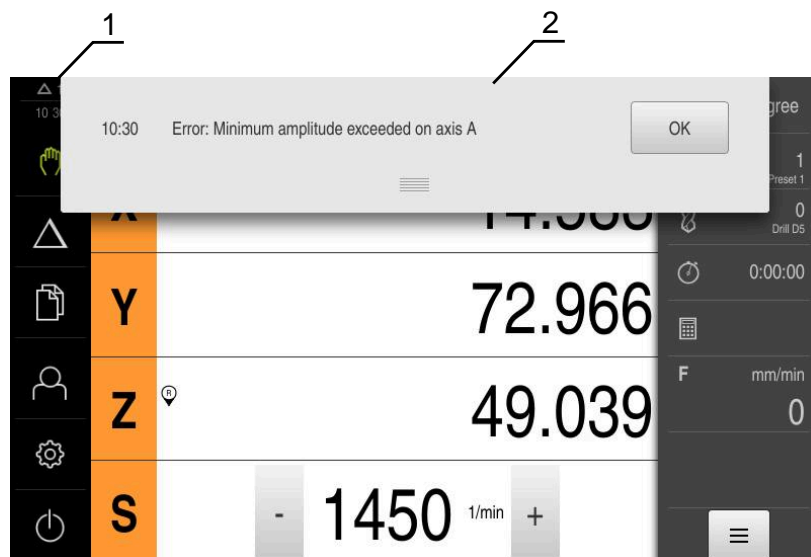 1
2
10:30 Error: Minimum amplitude exceeded on axis A OK
1
Preset 1
0
Drill D5
0:00:00
Y 72.966
F mm/min
0
Z R 49.039
S - 1450 1/min +